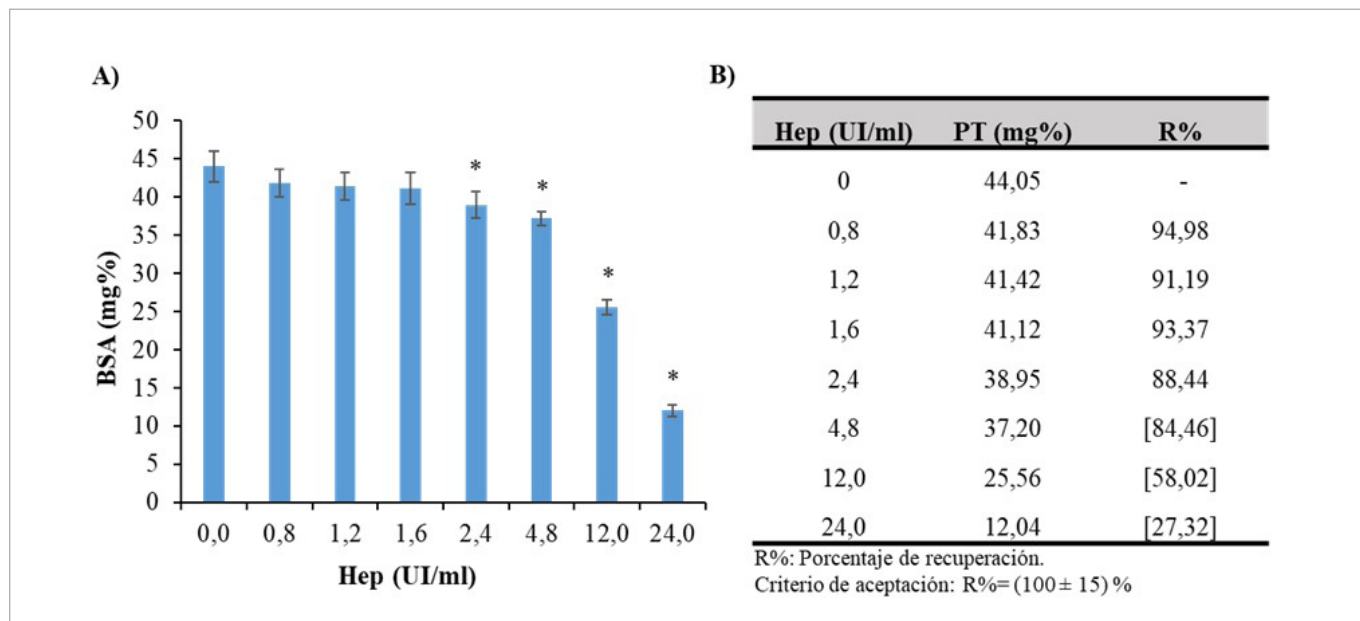 A)
50
45
40
35
30
25
20
15
10
5
0
BSA (mg%)
* * * *
0,0 0,8 1,2 1,6 2,4 4,8 12,0 24,0
Hep (UI/ml)
B)
Hep (UI/ml) PT (mg%) R%
0 44,05 -
0,8 41,83 94,98
1,2 41,42 91,19
1,6 41,12 93,37
2,4 38,95 88,44
4,8 37,20 [84,46]
12,0 25,56 [58,02]
24,0 12,04 [27,32]
R%: Porcentaje de recuperación.
Criterio de aceptación: R%= (100 ± 15) %